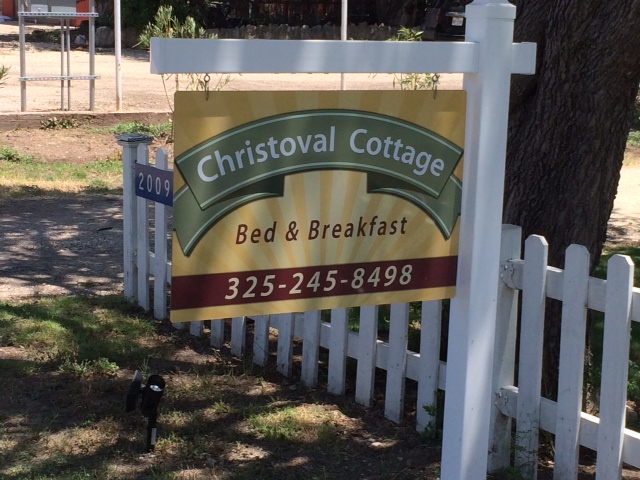 Christoval Cottage
2009
Bed & Breakfast
325-245-8498